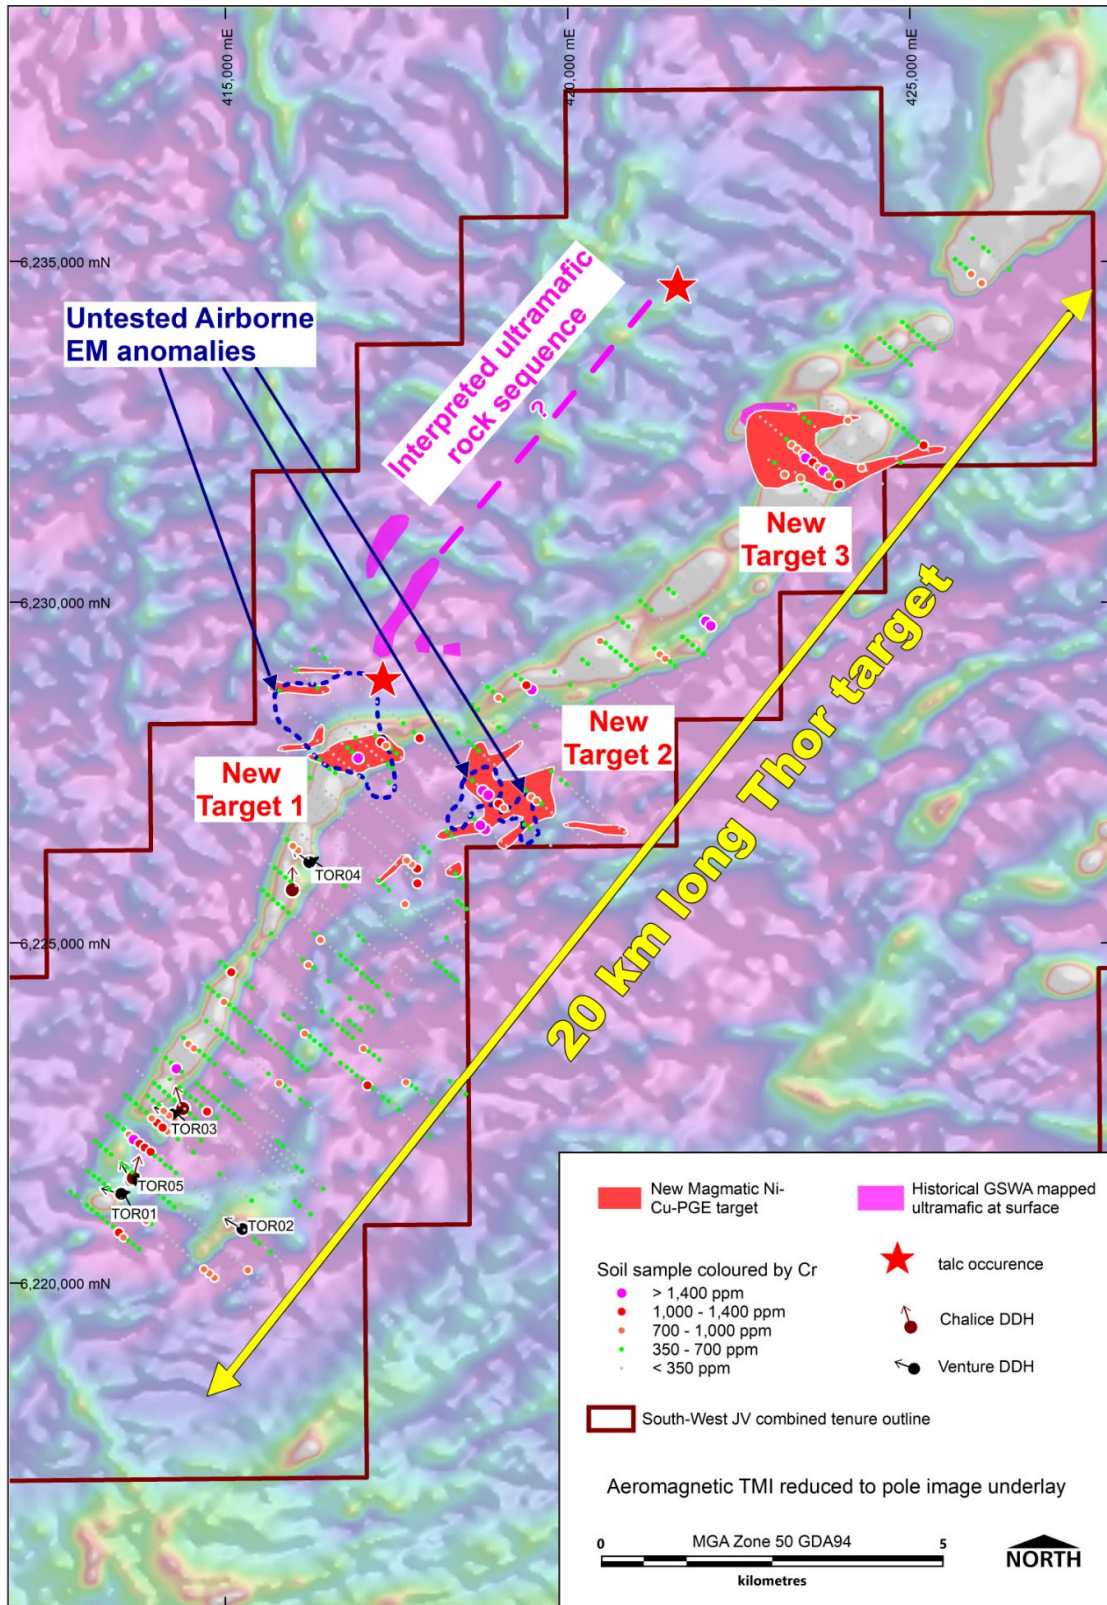 415,000 mE
420,000 mE
425,000 mE
6,235,000 mN
Untested Airborne
EM anomalies
Interpreted ultramafic
rock sequence
?
New
Target 3
6,230,000 mN
New
Target 2
New
Target 1
20 km long Thor target
TOR04
6,225,000 mN
TOR03
TOR05
TOR01
TOR02
6,220,000 mN
New Magmatic Ni-
Cu-PGE target
Historical GSWA mapped
ultramafic at surface
Soil sample coloured by Cr
> 1,400 ppm
1,000 - 1,400 ppm
700 - 1,000 ppm
350 - 700 ppm
< 350 ppm
talc occurence
Chalice DDH
Venture DDH
South-West JV combined tenure outline
Aeromagnetic TMI reduced to pole image underlay
0 MGA Zone 50 GDA94 5
kilometres
NORTH